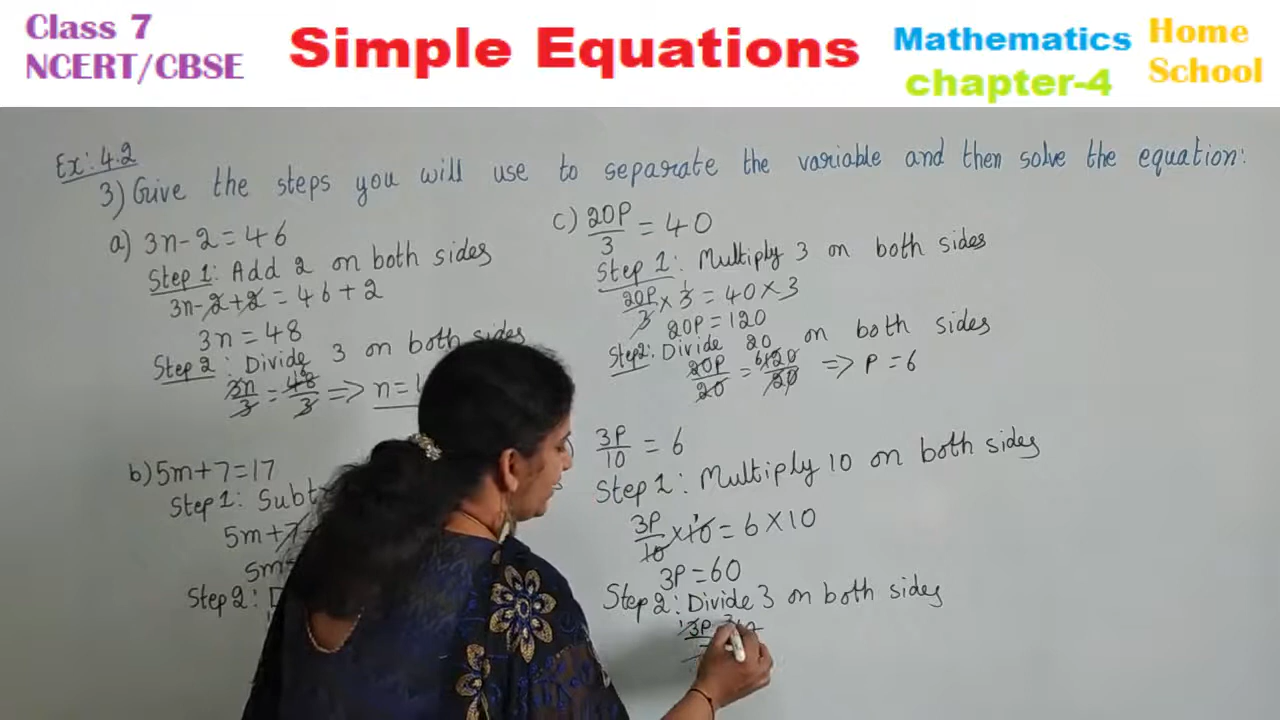 Class 7
NCERT/CBSE
Simple Equations
Mathematics
chapter-4
Home
School
Ex: 4.2
3) Give the steps you will use to separate the variable and then solve the equation:
a) 3n-2=46
Step 1: Add 2 on both sides
3n-2+2=46+2
3n=48
Step 2: Divide 3 on both sides
3n/3 = 48/3 => n=
b) 5m+7=17
Step 1:
5m+7
5m
Step 2:
c) 20P/3 = 40
Step 1: Multiply 3 on both sides
20P/3 × 3 = 40×3
20P=120
Step 2: Divide 20 on both sides
20P/20 = 120/20 => P=6
3P/10 = 6
Step 1: Multiply 10 on both sides
3P/10 ×10 = 6×10
3P=60
Step 2: Divide 3 on both sides
3P